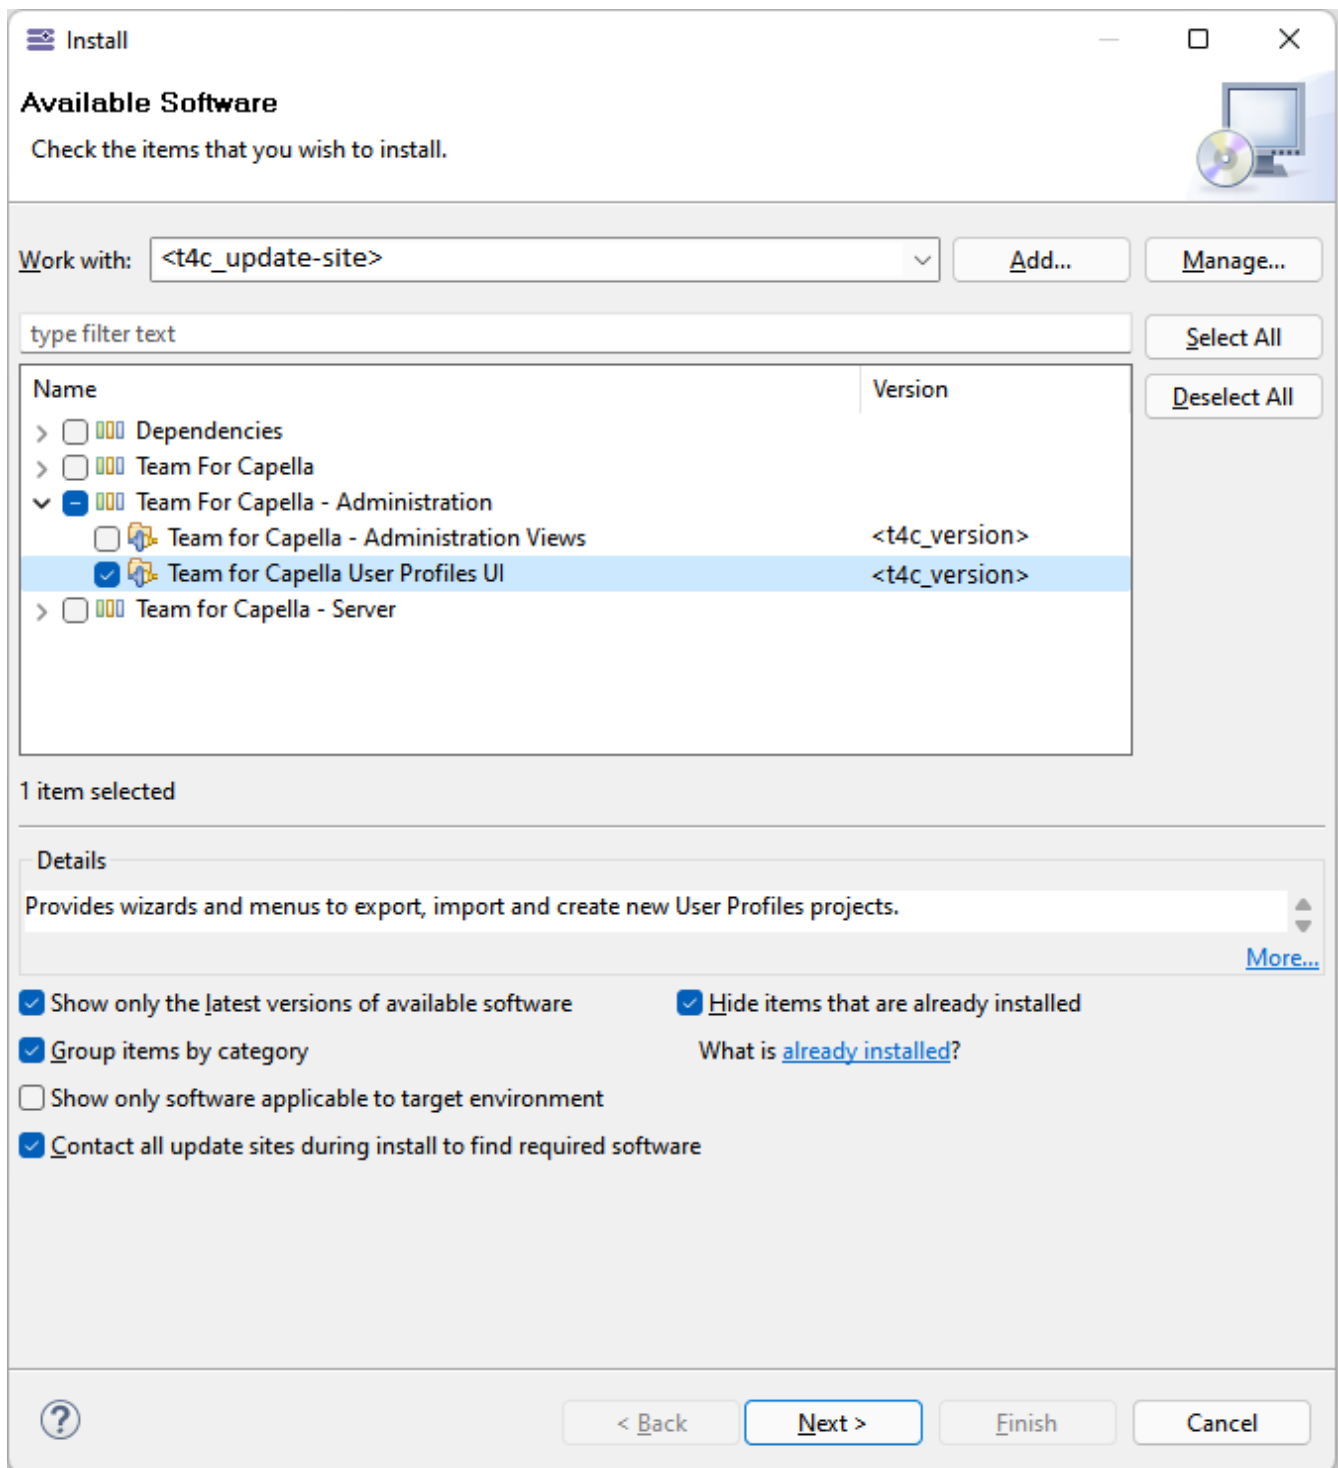 Install
Available Software
Check the items that you wish to install.
Work with: <t4c_update-site> Add... Manage...
type filter text
Select All
Name Version
Deselect All
Dependencies
Team For Capella
Team For Capella - Administration
Team for Capella - Administration Views <t4c_version>
Team for Capella User Profiles UI <t4c_version>
Team for Capella - Server
1 item selected
Details
Provides wizards and menus to export, import and create new User Profiles projects.
More...
Show only the latest versions of available software Hide items that are already installed
Group items by category What is already installed?
Show only software applicable to target environment
Contact all update sites during install to find required software
? < Back Next > Finish Cancel